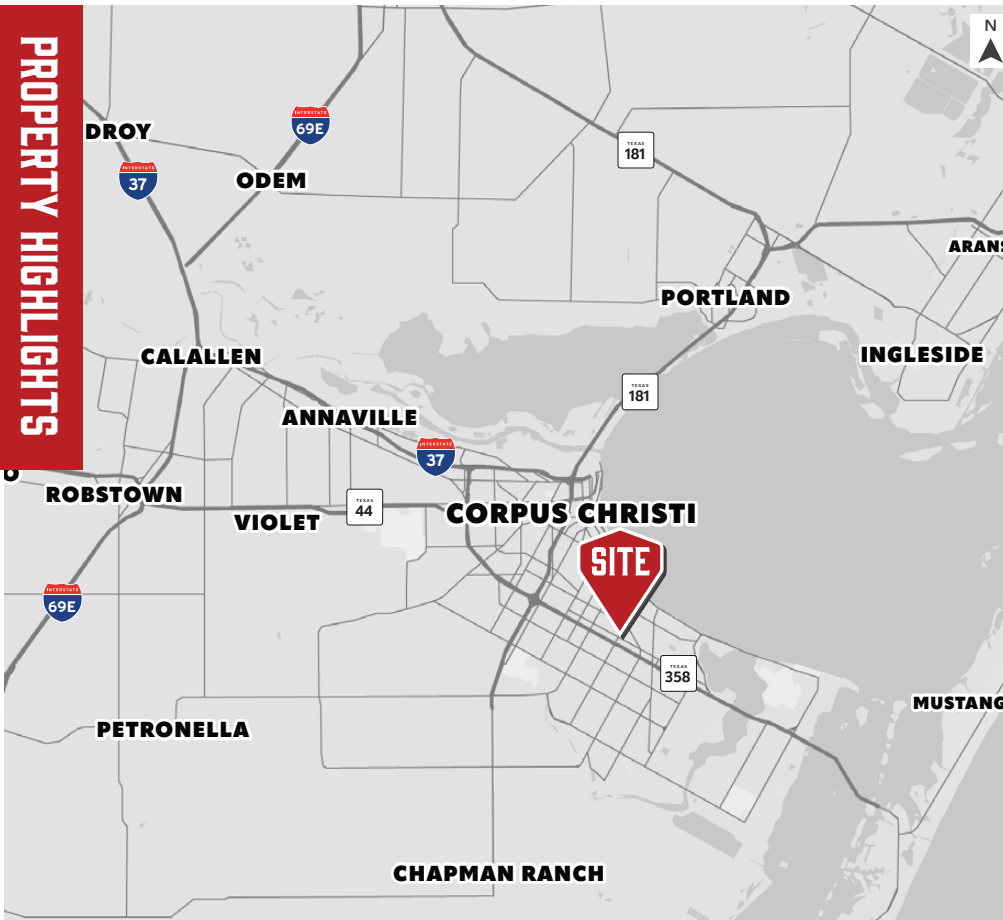 PROPERTY HIGHLIGHTS
N
DROY
INTERSTATE
69E
INTERSTATE
37
ODEM
TEXAS
181
ARANS
PORTLAND
CALALLEN
INGLESIDE
TEXAS
181
ANNAVILLE
INTERSTATE
37
O
ROBSTOWN
TEXAS
44
VIOLET
CORPUS CHRISTI
SITE
INTERSTATE
69E
TEXAS
358
MUSTANG
PETRONELLA
CHAPMAN RANCH